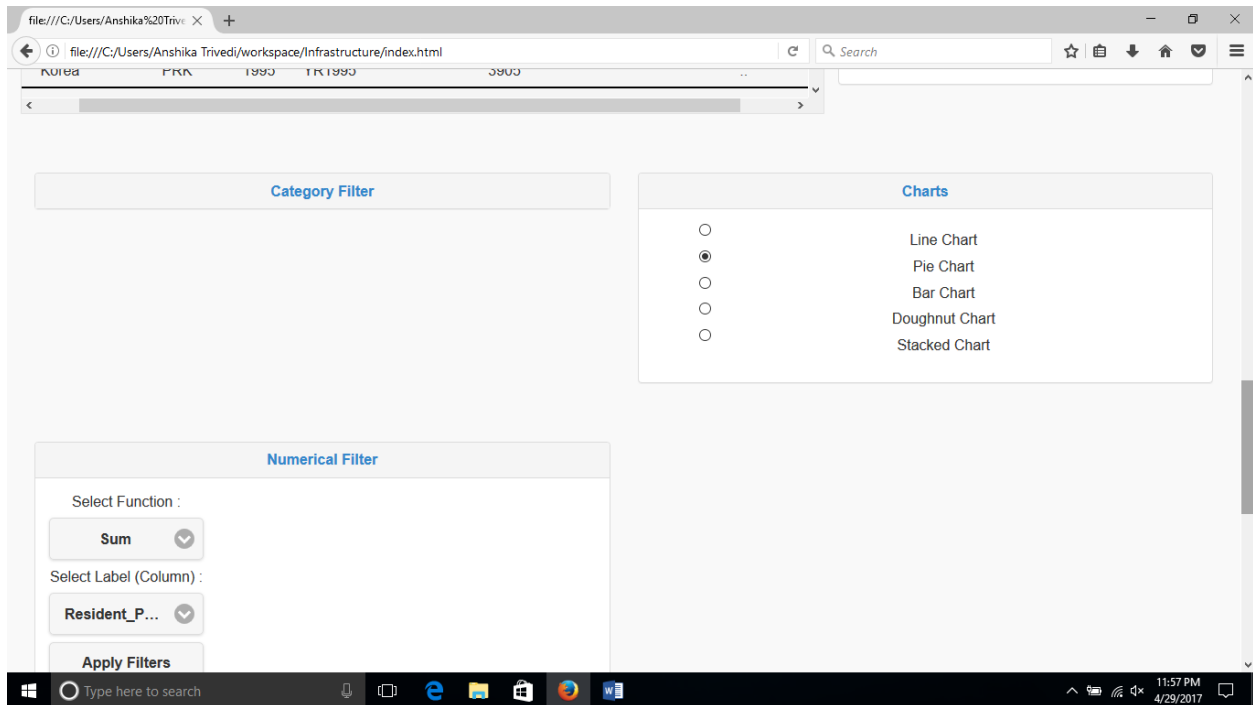 file:///C:/Users/Anshika%20Trive
file:///C:/Users/Anshika Trivedi/workspace/Infrastructure/index.html
Search
Korea PRK 1995 YR1995 3905 ..
Category Filter
Charts
Line Chart
Pie Chart
Bar Chart
Doughnut Chart
Stacked Chart
Numerical Filter
Select Function :
Sum
Select Label (Column) :
Resident_P...
Apply Filters
Type here to search
11:57 PM
4/29/2017